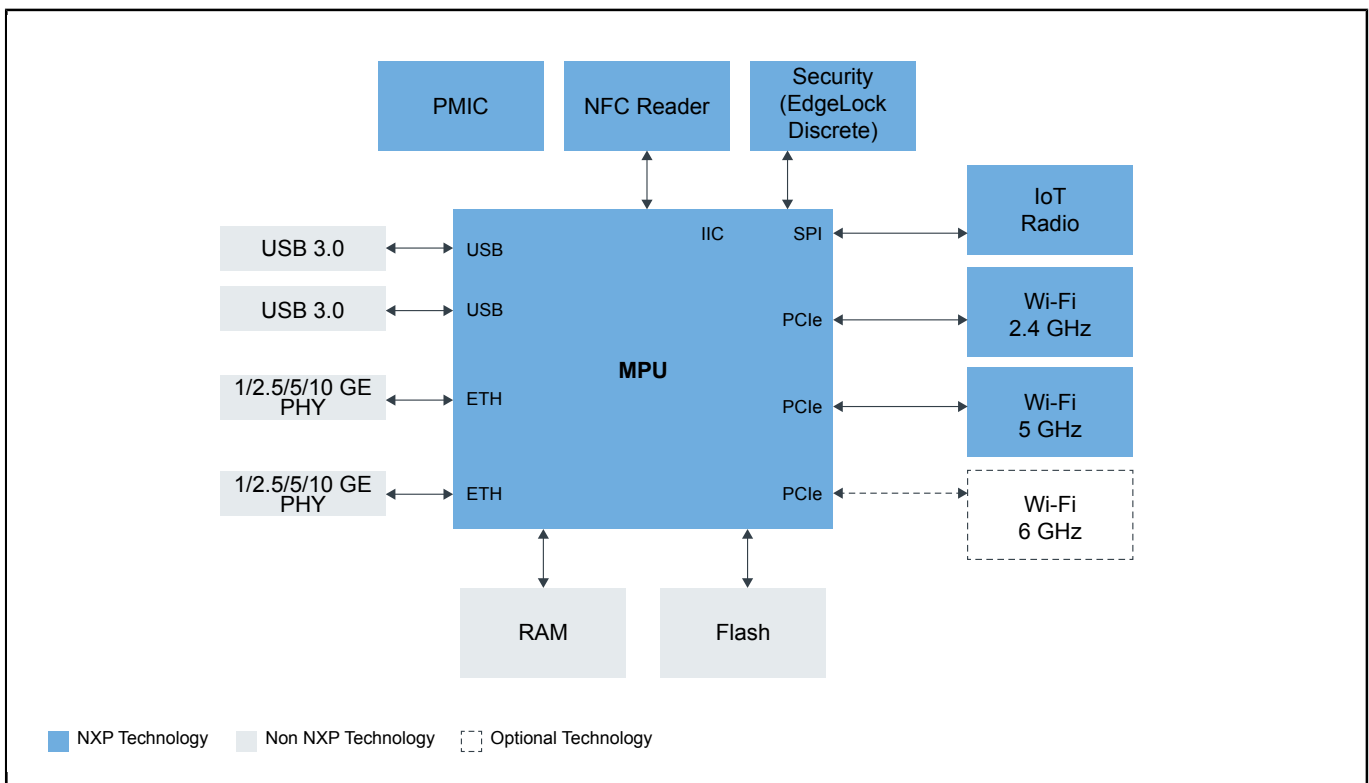 PMIC
NFC Reader
Security
(EdgeLock
Discrete)
IoT
Radio
IIC
SPI
USB 3.0
USB
USB 3.0
USB
Wi-Fi
2.4 GHz
PCIe
MPU
1/2.5/5/10 GE
PHY
ETH
PCIe
Wi-Fi
5 GHz
1/2.5/5/10 GE
PHY
ETH
PCIe
Wi-Fi
6 GHz
RAM
Flash
NXP Technology
Non NXP Technology
Optional Technology